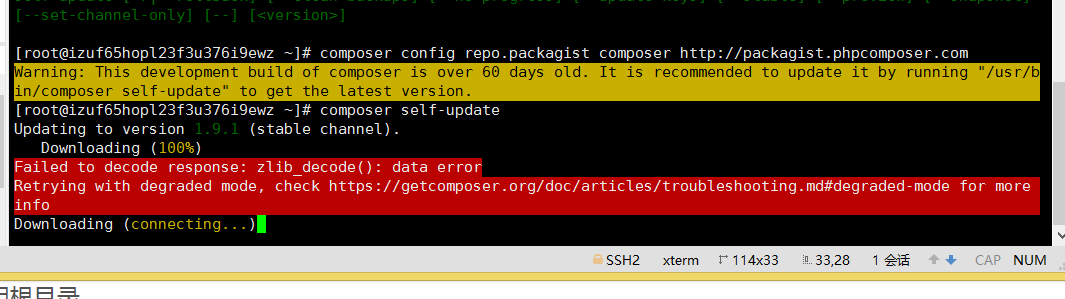 [--set-channel-only] [--] [<version>]
[root@izuf65hopl23f3u376i9ewz ~]# composer config repo.packagist composer http://packagist.phpcomposer.com
Warning: This development build of composer is over 60 days old. It is recommended to update it by running "/usr/b
in/composer self-update" to get the latest version.
[root@izuf65hopl23f3u376i9ewz ~]# composer self-update
Updating to version 1.9.1 (stable channel).
Downloading (100%)
Failed to decode response: zlib_decode(): data error
Retrying with degraded mode, check https://getcomposer.org/doc/articles/troubleshooting.md#degraded-mode for more
info
Downloading (connecting...)
SSH2 xterm 114x33 33,28 1 会话 CAP NUM